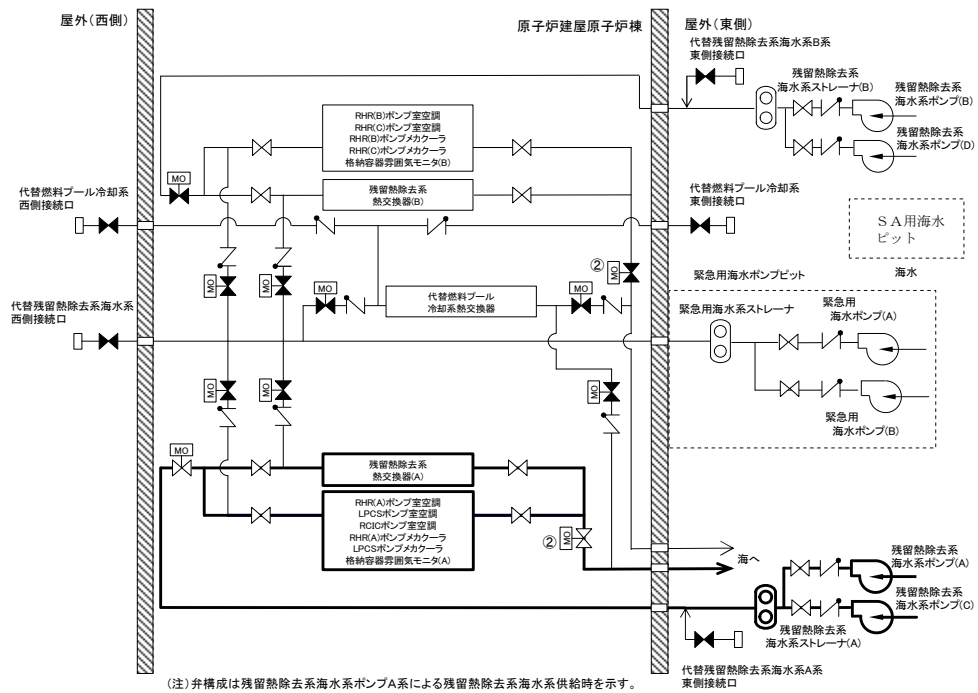 屋外(西側)
原子炉建屋原子炉棟
屋外(東側)
代替残留熱除去系海水系B系
東側接続口
残留熱除去系
海水系ストレーナ(B)
残留熱除去系
海水系ポンプ(B)
残留熱除去系
海水系ポンプ(D)
RHR(B)ポンプ室空調
RHR(C)ポンプ室空調
RHR(B)ポンプメカクーラ
RHR(C)ポンプメカクーラ
格納容器雰囲気モニタ(B)
MO
残留熱除去系
熱交換器(B)
代替燃料プール冷却系
西側接続口
代替燃料プール冷却系
東側接続口
SA用海水
ピット
海水
②
MO
MO
MO
MO
MO
代替燃料プール
冷却系熱交換器
緊急用海水ポンプピット
代替残留熱除去系海水系
西側接続口
緊急用海水系ストレーナ
緊急用
海水ポンプ(A)
緊急用
海水ポンプ(B)
MO
MO
MO
MO
残留熱除去系
熱交換器(A)
RHR(A)ポンプ室空調
LPCSポンプ室空調
RCICポンプ室空調
RHR(A)ポンプメカクーラ
LPCSポンプメカクーラ
格納容器雰囲気モニタ(A)
②
MO
海へ
残留熱除去系
海水系ポンプ(A)
残留熱除去系
海水系ポンプ(C)
残留熱除去系
海水系ストレーナ(A)
代替残留熱除去系海水系A系
東側接続口
(注)弁構成は残留熱除去系海水系ポンプA系による残留熱除去系海水系供給時を示す。